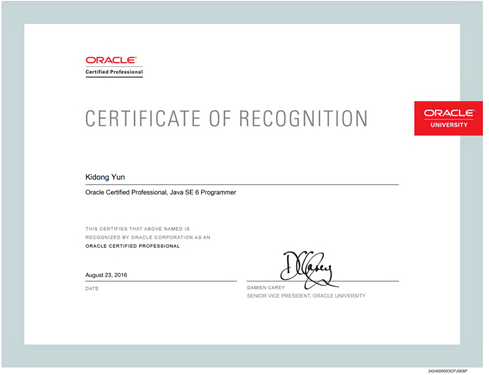 ORACLE
Certified Professional
CERTIFICATE OF RECOGNITION
ORACLE
UNIVERSITY
Kidong Yun
Oracle Certified Professional, Java SE 6 Programmer
THIS CERTIFIES THAT ABOVE NAMED IS
RECOGNIZED BY ORACLE CORPORATION AS AN
ORACLE CERTIFIED PROFESSIONAL
August 23, 2016
DATE
DCarey
DAMIEN CAREY
SENIOR VICE PRESIDENT, ORACLE UNIVERSITY